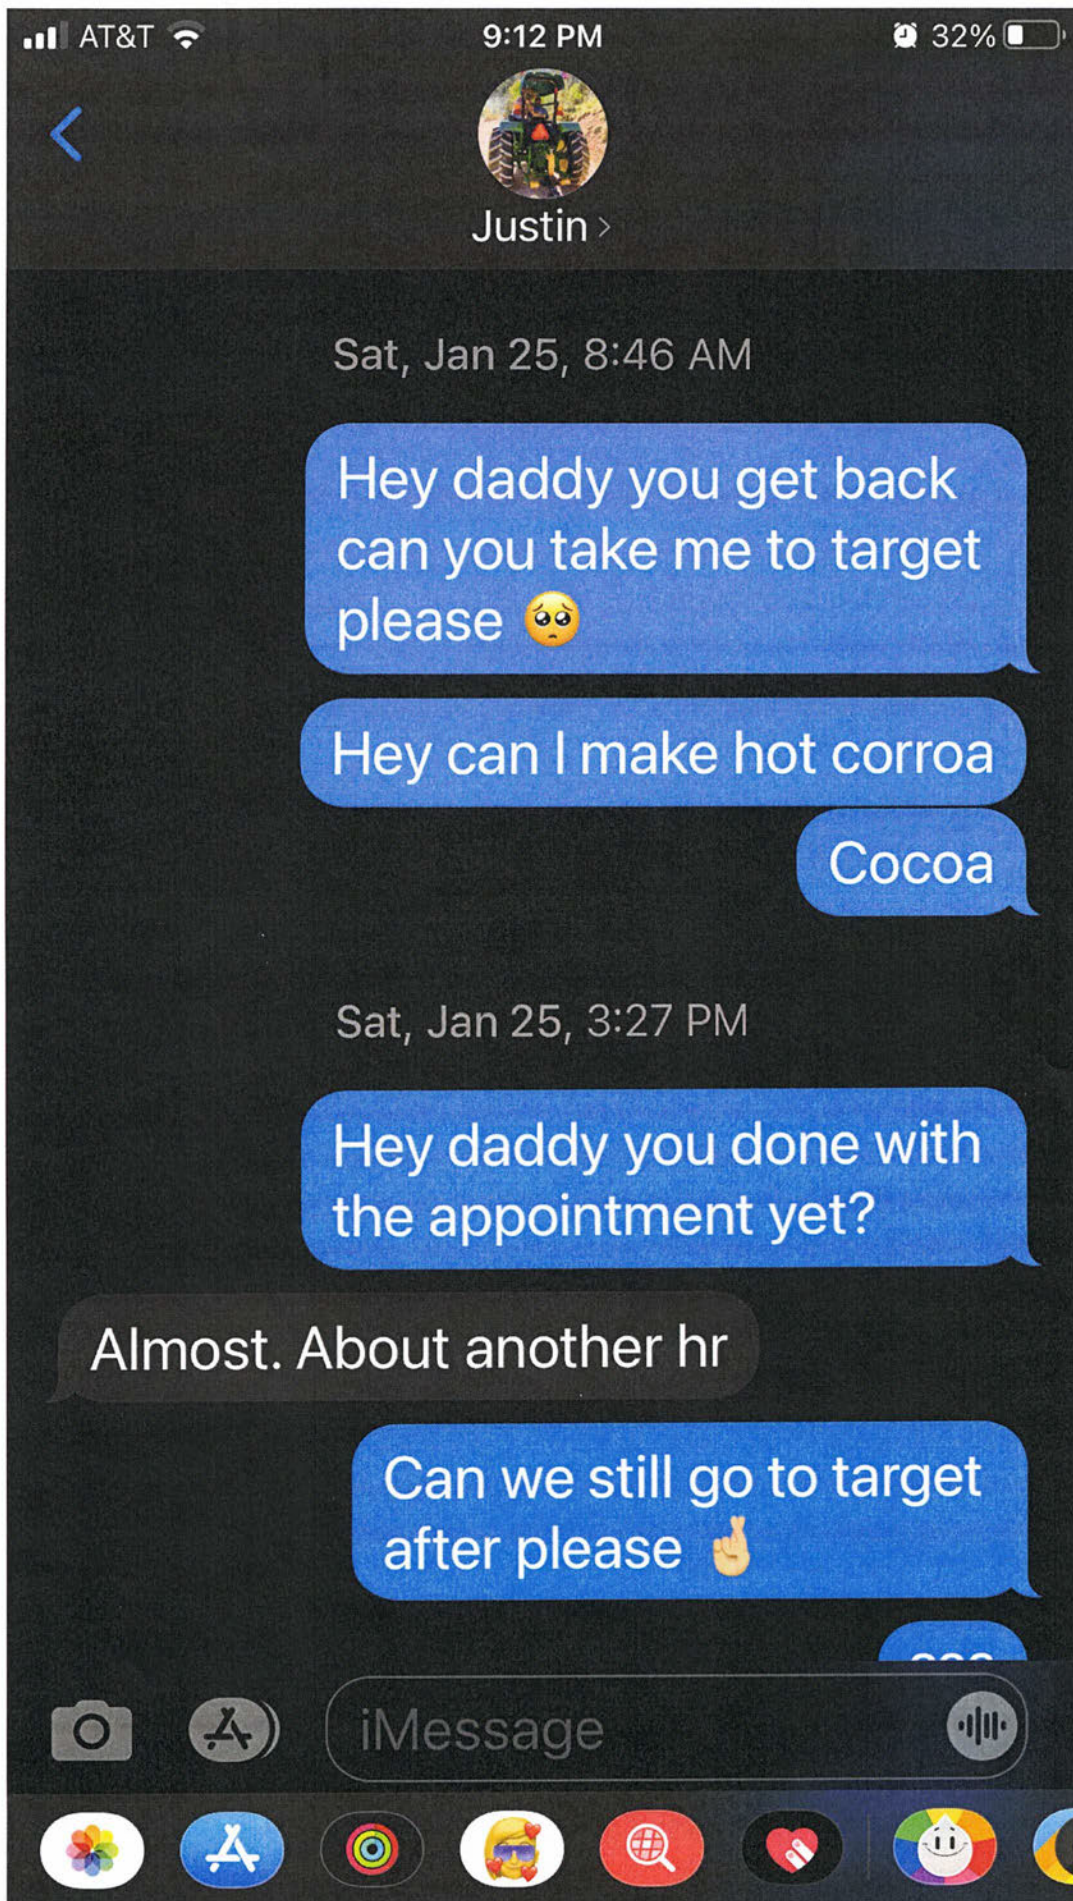 AT&T 9:12 PM 32%
Justin >
Sat, Jan 25, 8:46 AM
Hey daddy you get back
can you take me to target
please 🥺
Hey can I make hot corroa
Cocoa
Sat, Jan 25, 3:27 PM
Hey daddy you done with
the appointment yet?
Almost. About another hr
Can we still go to target
after please 🤞🏼
iMessage